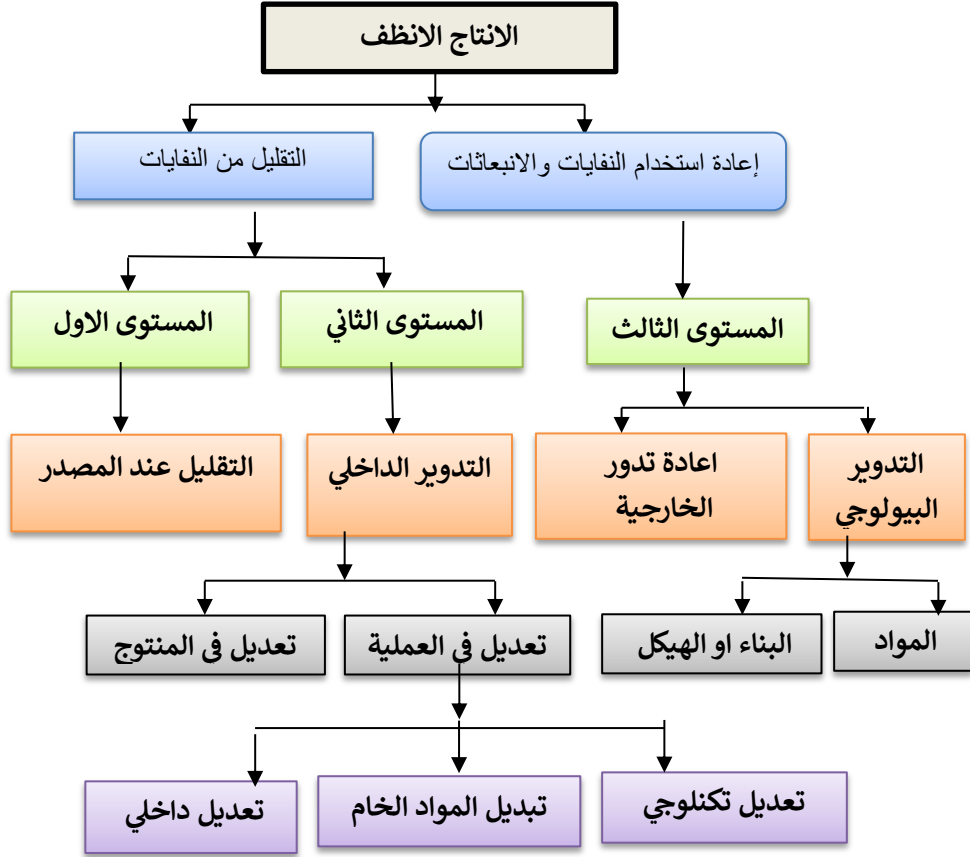 الانتاج الانظف
إعادة استخدام النفايات والانبعاثات
التقليل من النفايات
المستوى الثالث
المستوى الثاني
المستوى الاول
التدوير
البيولوجي
اعادة تدور
الخارجية
التدوير الداخلي
التقليل عند المصدر
المواد
البناء او الهيكل
تعديل في العملية
تعديل في المنتوج
تعديل تكنلوجي
تبديل المواد الخام
تعديل داخلي